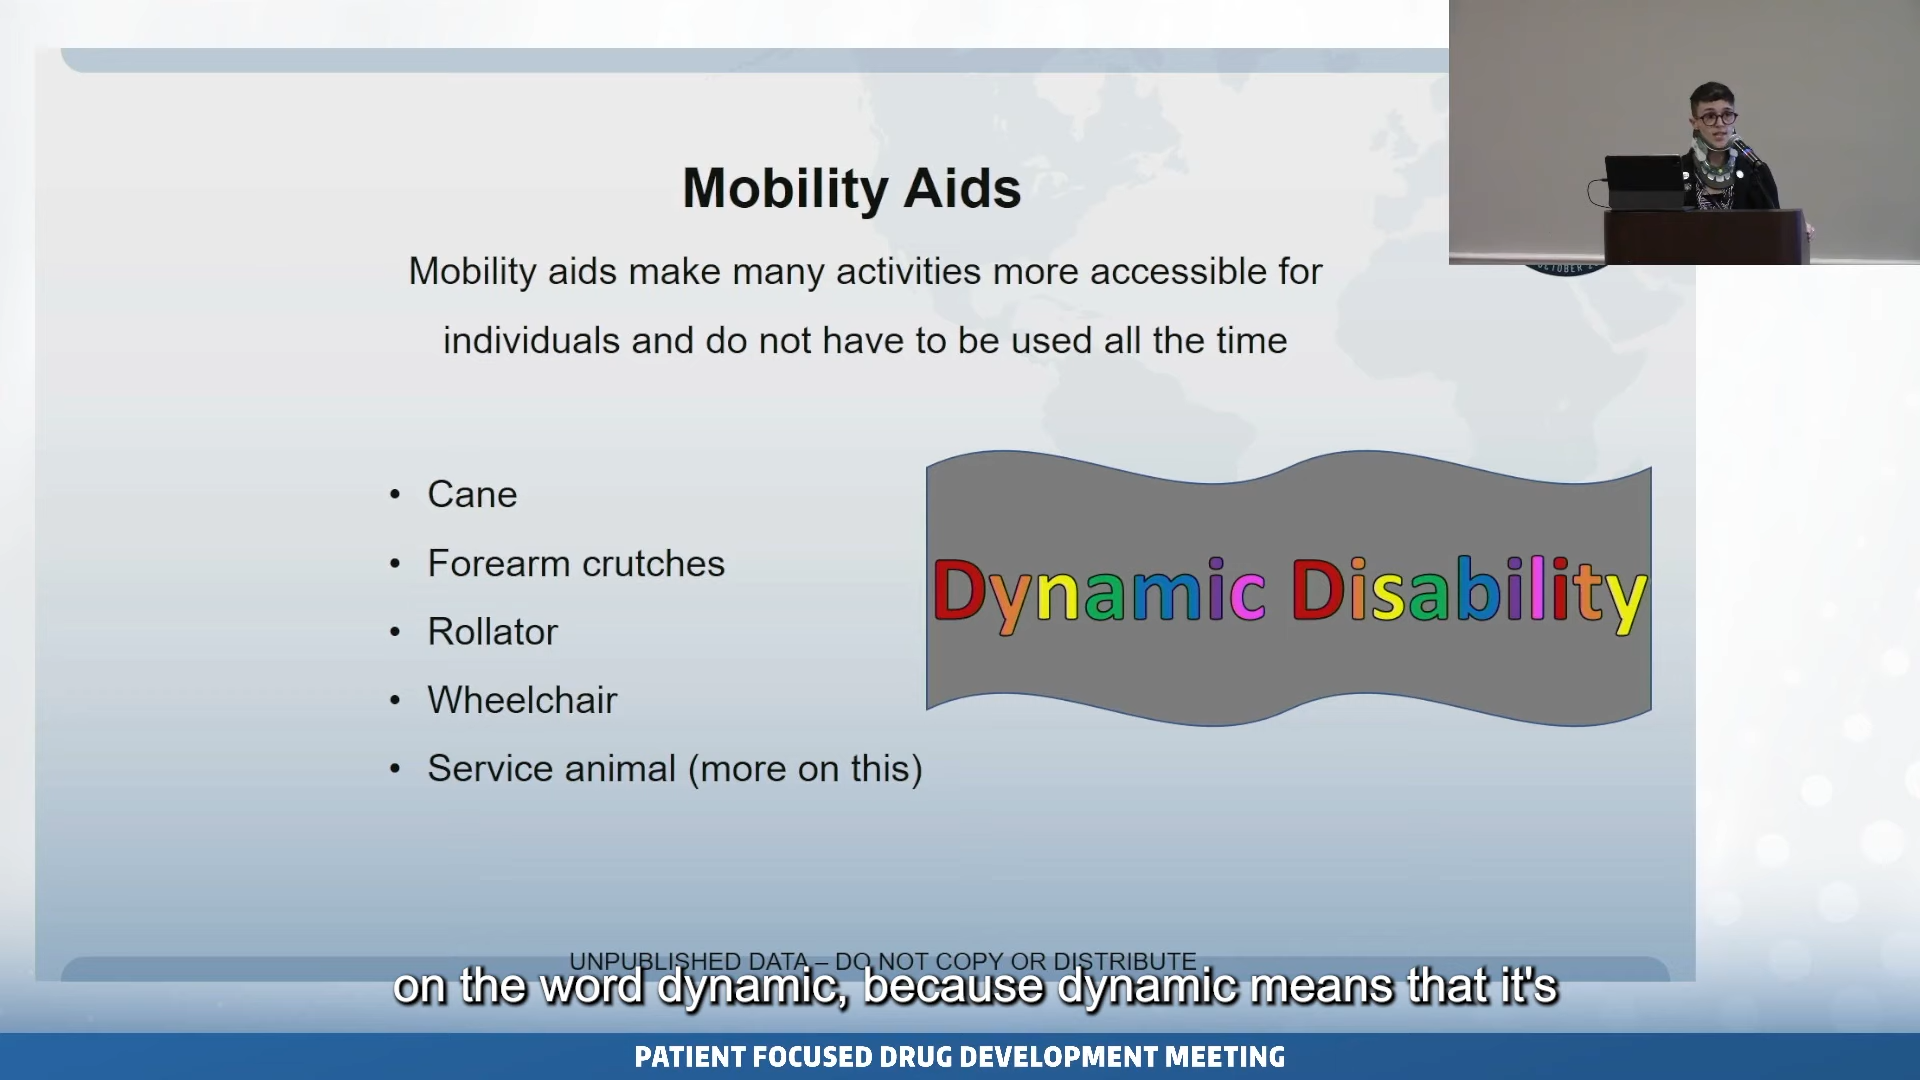 Mobility Aids
Mobility aids make many activities more accessible for
individuals and do not have to be used all the time
• Cane
• Forearm crutches
• Rollator
• Wheelchair
• Service animal (more on this)
Dynamic Disability
OCTOBER
UNPUBLISHED DATA – DO NOT COPY OR DISTRIBUTE
on the word dynamic, because dynamic means that it's
PATIENT FOCUSED DRUG DEVELOPMENT MEETING